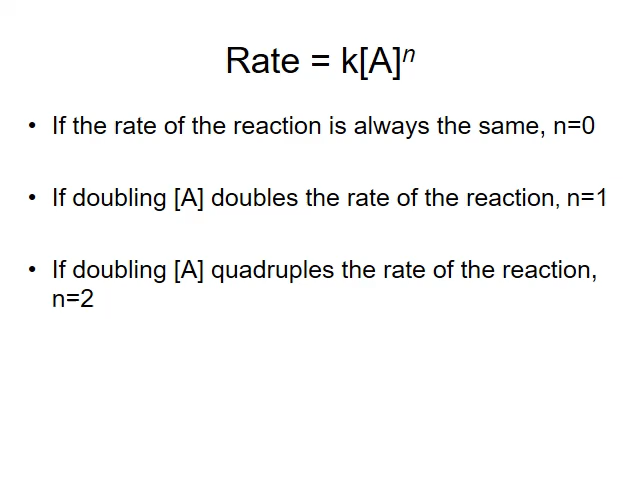 Rate = k[A]ⁿ
• If the rate of the reaction is always the same, n=0
• If doubling [A] doubles the rate of the reaction, n=1
• If doubling [A] quadruples the rate of the reaction,
n=2